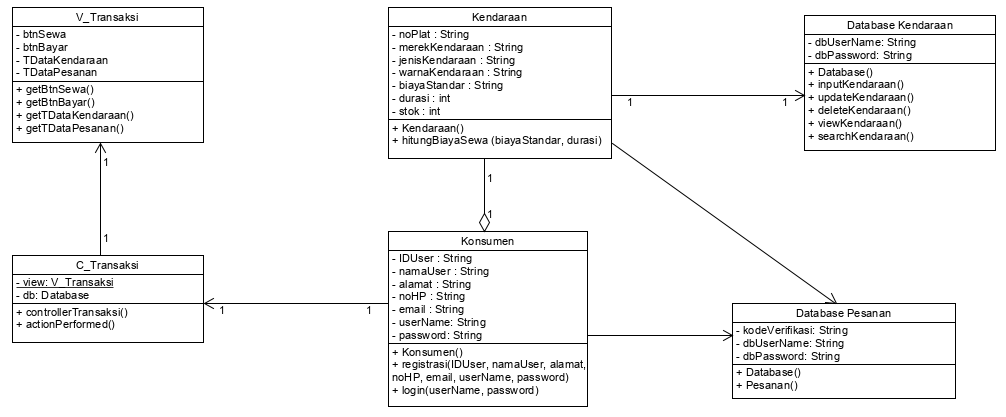 V_Transaksi
- btnSewa
- btnBayar
- TDataKendaraan
- TDataPesanan
+ getBtnSewa()
+ getBtnBayar()
+ getTDataKendaraan()
+ getTDataPesanan()
Kendaraan
- noPlat : String
- merekKendaraan : String
- jenisKendaraan : String
- warnaKendaraan : String
- biayaStandar : String
- durasi : int
- stok : int
+ Kendaraan()
+ hitungBiayaSewa (biayaStandar, durasi)
Database Kendaraan
- dbUserName: String
- dbPassword: String
+ Database()
+ inputKendaraan()
+ updateKendaraan()
+ deleteKendaraan()
+ viewKendaraan()
+ searchKendaraan()
1
1
1
1
1
1
C_Transaksi
- view: V_Transaksi
- db: Database
+ controllerTransaksi()
+ actionPerformed()
1
1
Konsumen
- IDUser : String
- namaUser : String
- alamat : String
- noHP : String
- email : String
- userName: String
- password: String
+ Konsumen()
+ registrasi(IDUser, namaUser, alamat,
noHP, email, userName, password)
+ login(userName, password)
Database Pesanan
- kodeVerifikasi: String
- dbUserName: String
- dbPassword: String
+ Database()
+ Pesanan()